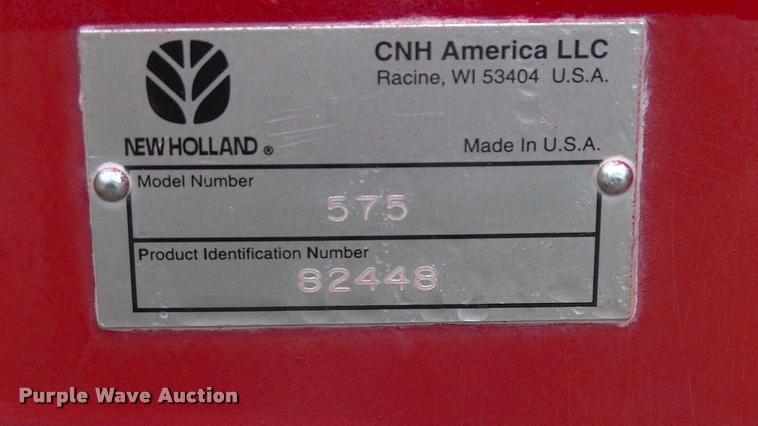 CNH America LLC
Racine, WI 53404 U.S.A.
NEW HOLLAND ®
Made In U.S.A.
Model Number
575
Product Identification Number
82448
Purple Wave Auction